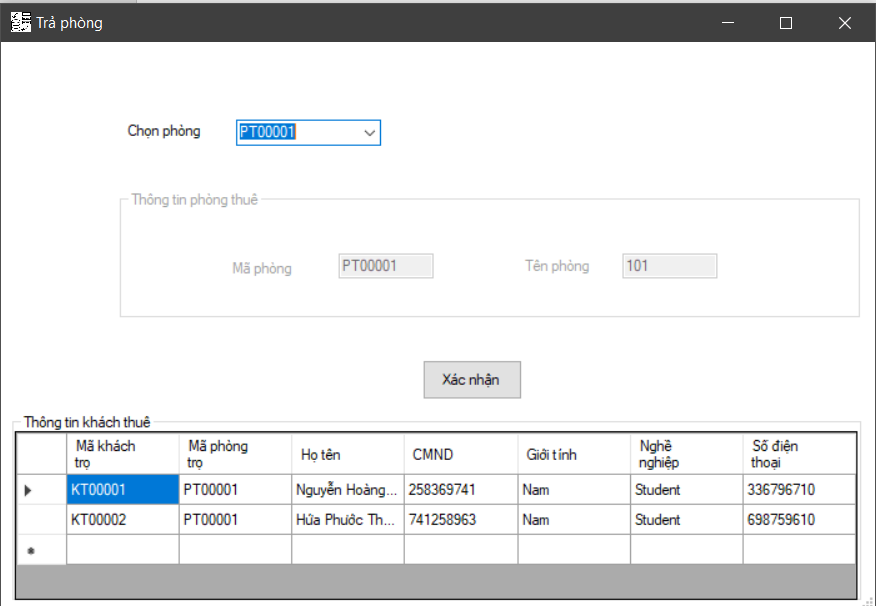 Trả phòng
Chọn phòng PT00001
Thông tin phòng thuê
Mã phòng PT00001 Tên phòng 101
Xác nhận
Thông tin khách thuê
Mã khách trọ Mã phòng trọ Họ tên CMND Giới tính Nghề nghiệp Số điện thoại
KT00001 PT00001 Nguyễn Hoàng... 258369741 Nam Student 336796710
KT00002 PT00001 Hứa Phước Th... 741258963 Nam Student 698759610